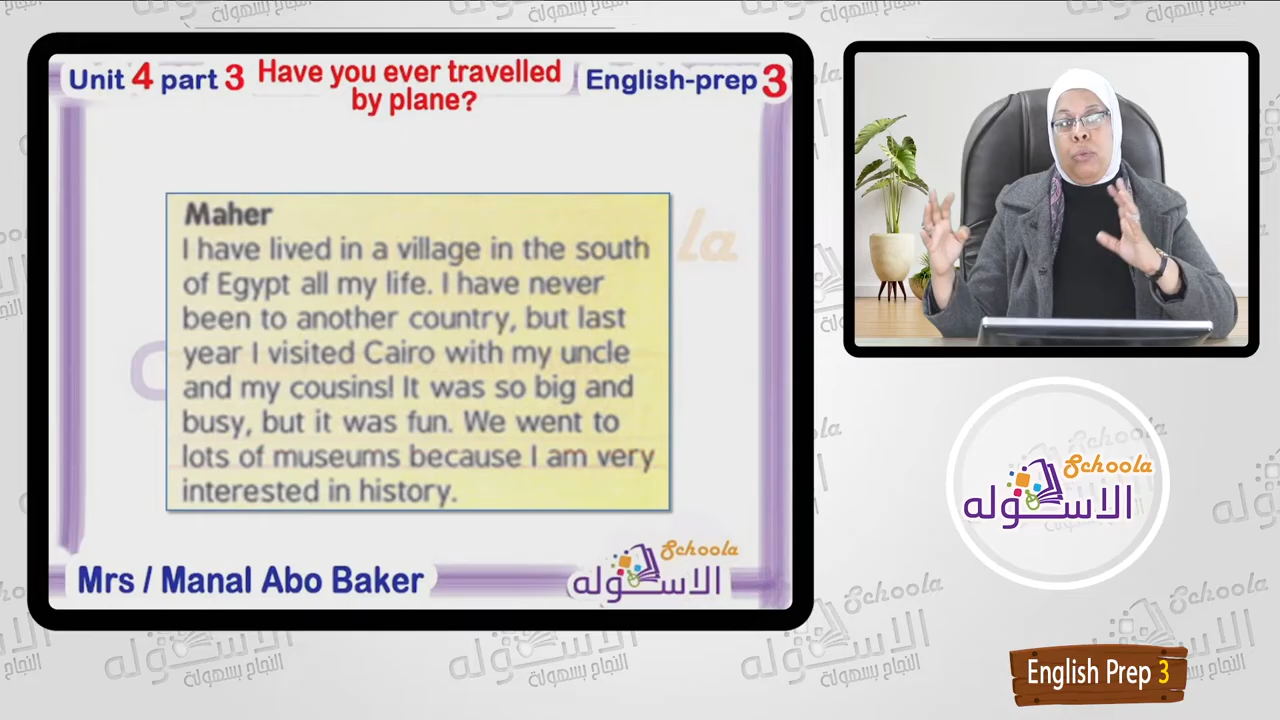 Unit 4 part 3
Have you ever travelled
by plane?
English-prep 3
Maher
I have lived in a village in the south
of Egypt all my life. I have never
been to another country, but last
year I visited Cairo with my uncle
and my cousins! It was so big and
busy, but it was fun. We went to
lots of museums because I am very
interested in history.
Mrs / Manal Abo Baker
Schoola
الاسكوله
Schoola
الاسكوله
English Prep 3
الاسكوله
النجاح بسهولة